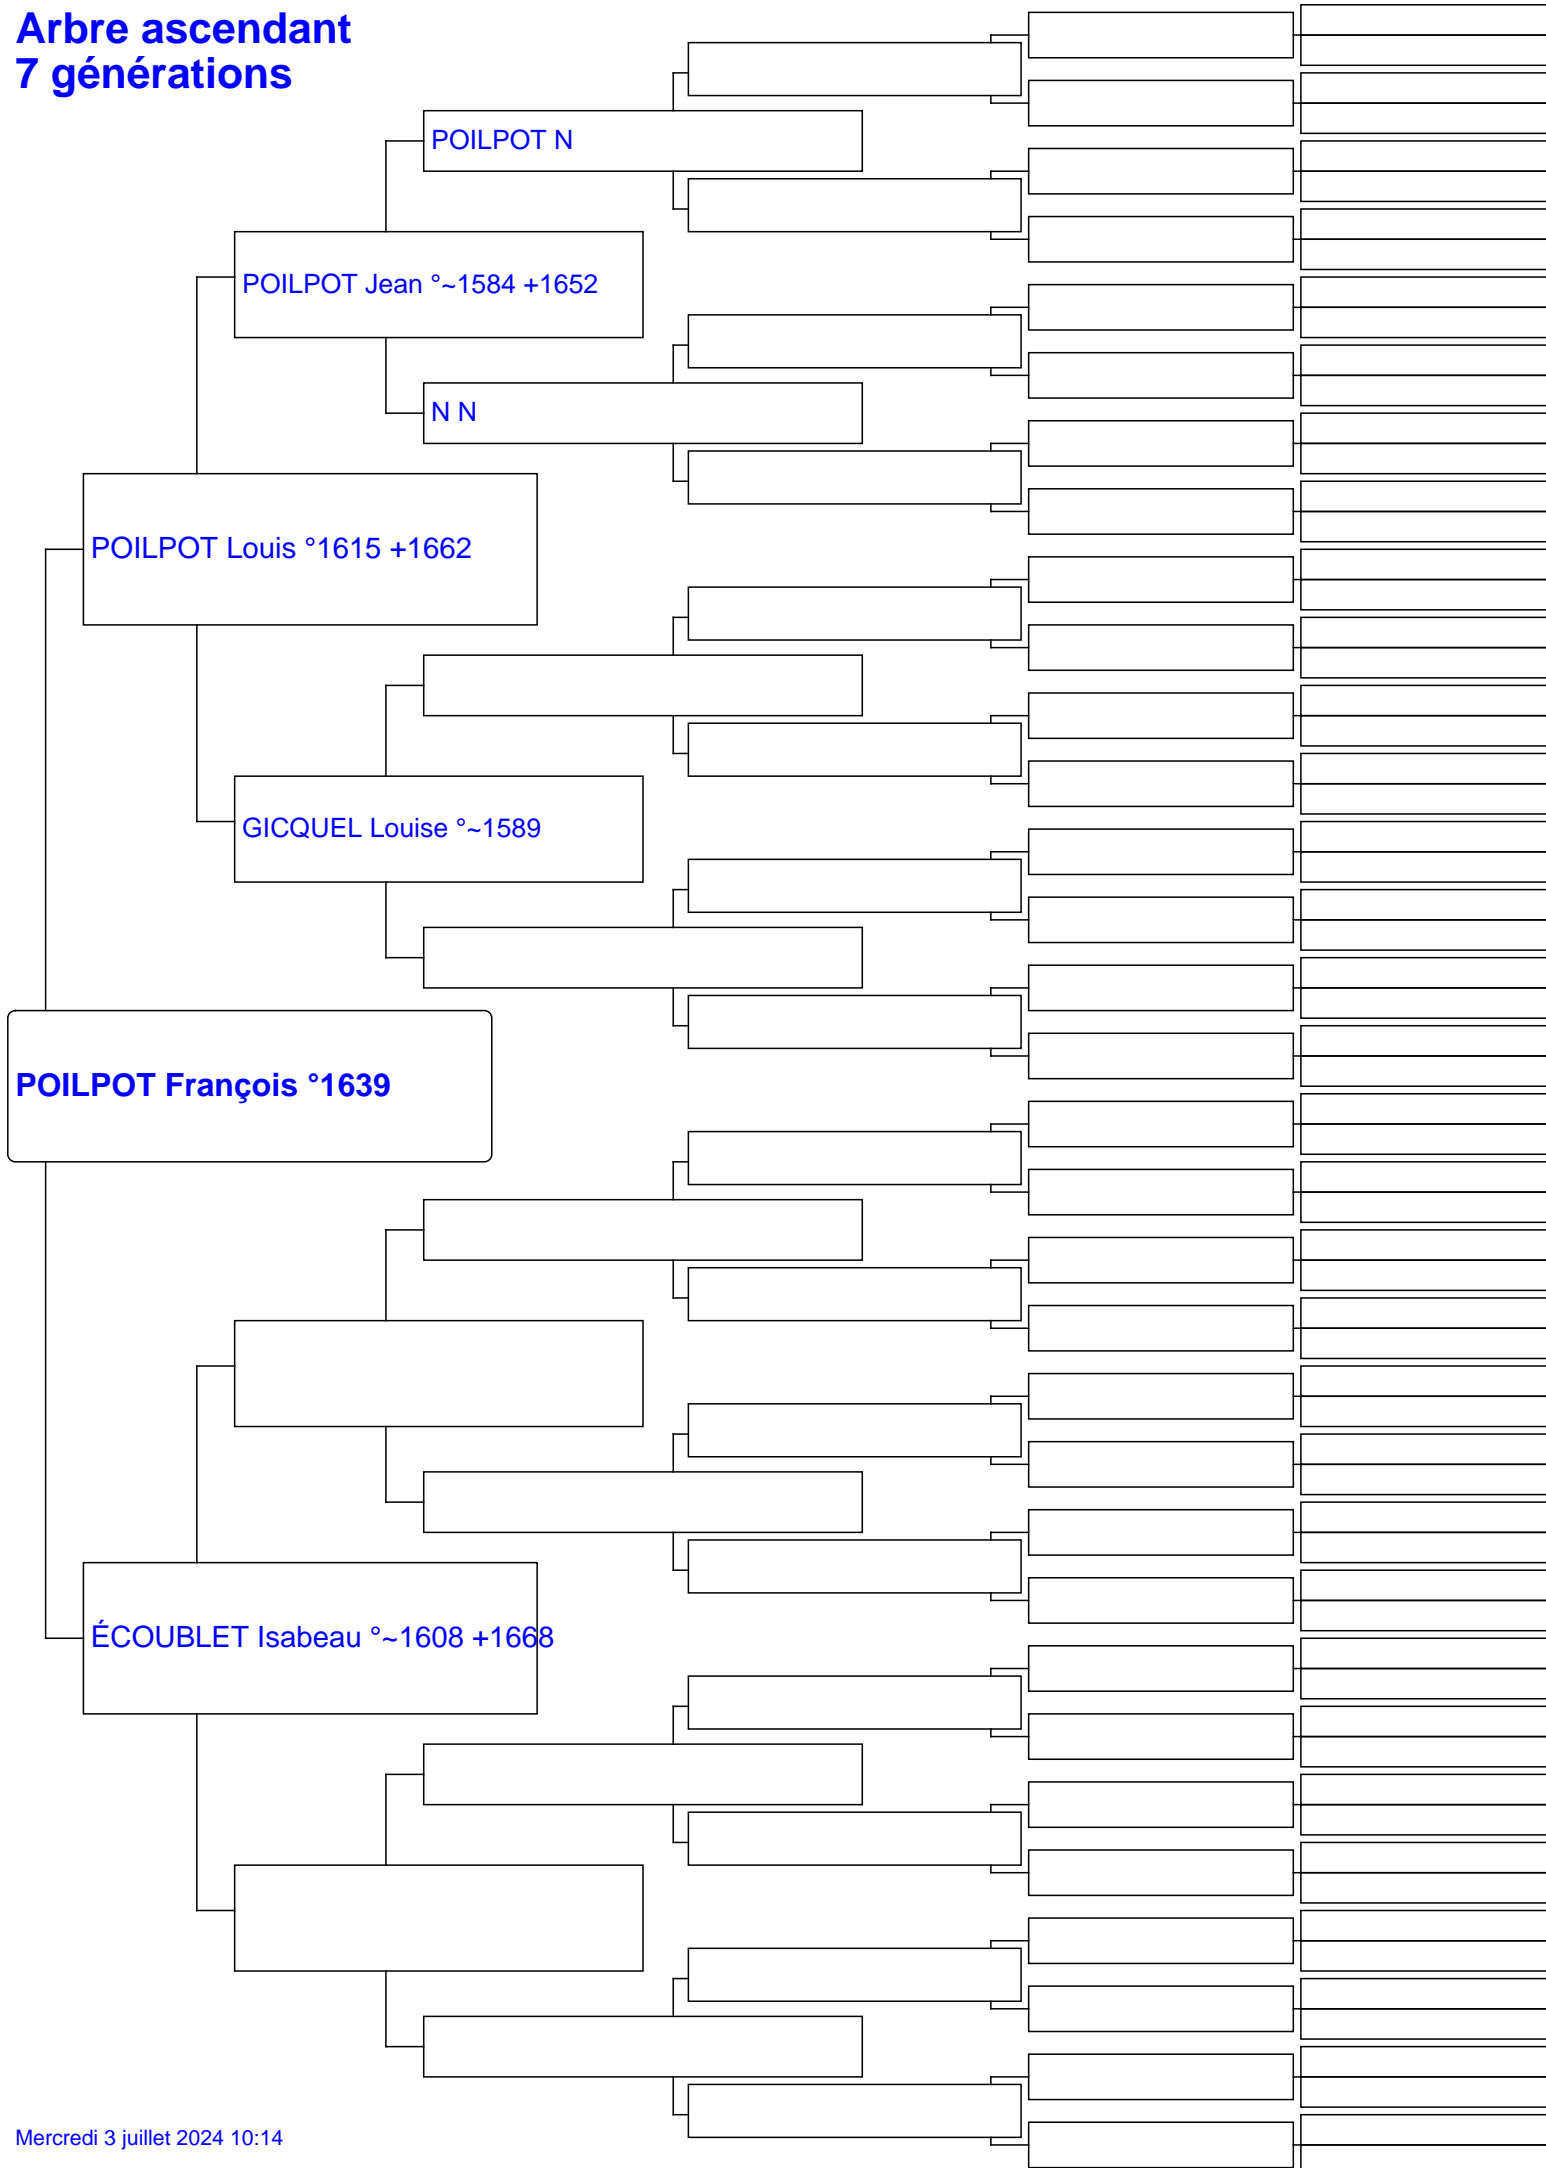 Arbre ascendant
7 générations
POILPOT N
POILPOT Jean °~1584 +1652
N N
POILPOT Louis °1615 +1662
GICQUEL Louise °~1589
POILPOT François °1639
ÉCOUBLET Isabeau °~1608 +1668
Mercredi 3 juillet 2024 10:14